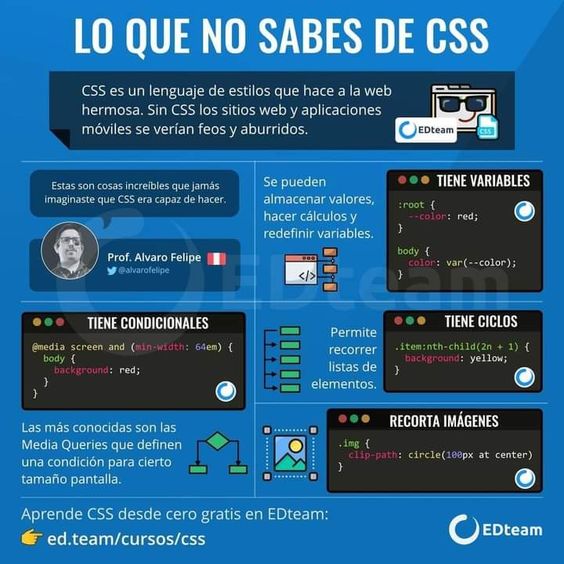 LO QUE NO SABES DE CSS
CSS es un lenguaje de estilos que hace a la web
hermosa. Sin CSS los sitios web y aplicaciones
móviles se verían feos y aburridos.
EDteam
CSS
Estas son cosas increíbles que jamás
imaginaste que CSS era capaz de hacer.
Prof. Alvaro Felipe
@alvarofelipe
Se pueden
almacenar valores,
hacer cálculos y
redefinir variables.
</>
TIENE VARIABLES
:root {
--color: red;
}
body {
color: var(--color);
}
EDteam
TIENE CONDICIONALES
@media screen and (min-width: 64em) {
body {
background: red;
}
}
Las más conocidas son las
Media Queries que definen
una condición para cierto
tamaño pantalla.
Permite
recorrer
listas de
elementos.
TIENE CICLOS
.item:nth-child(2n + 1) {
background: yellow;
}
RECORTA IMÁGENES
.img {
clip-path: circle(100px at center)
}
Aprende CSS desde cero gratis en EDteam:
👉 ed.team/cursos/css
EDteam